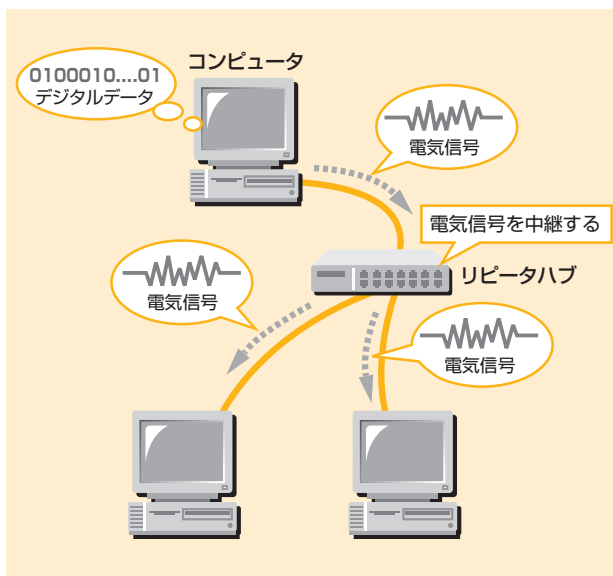 コンピュータ
0100010....01
デジタルデータ
電気信号
電気信号を中継する
リピータハブ
電気信号
電気信号